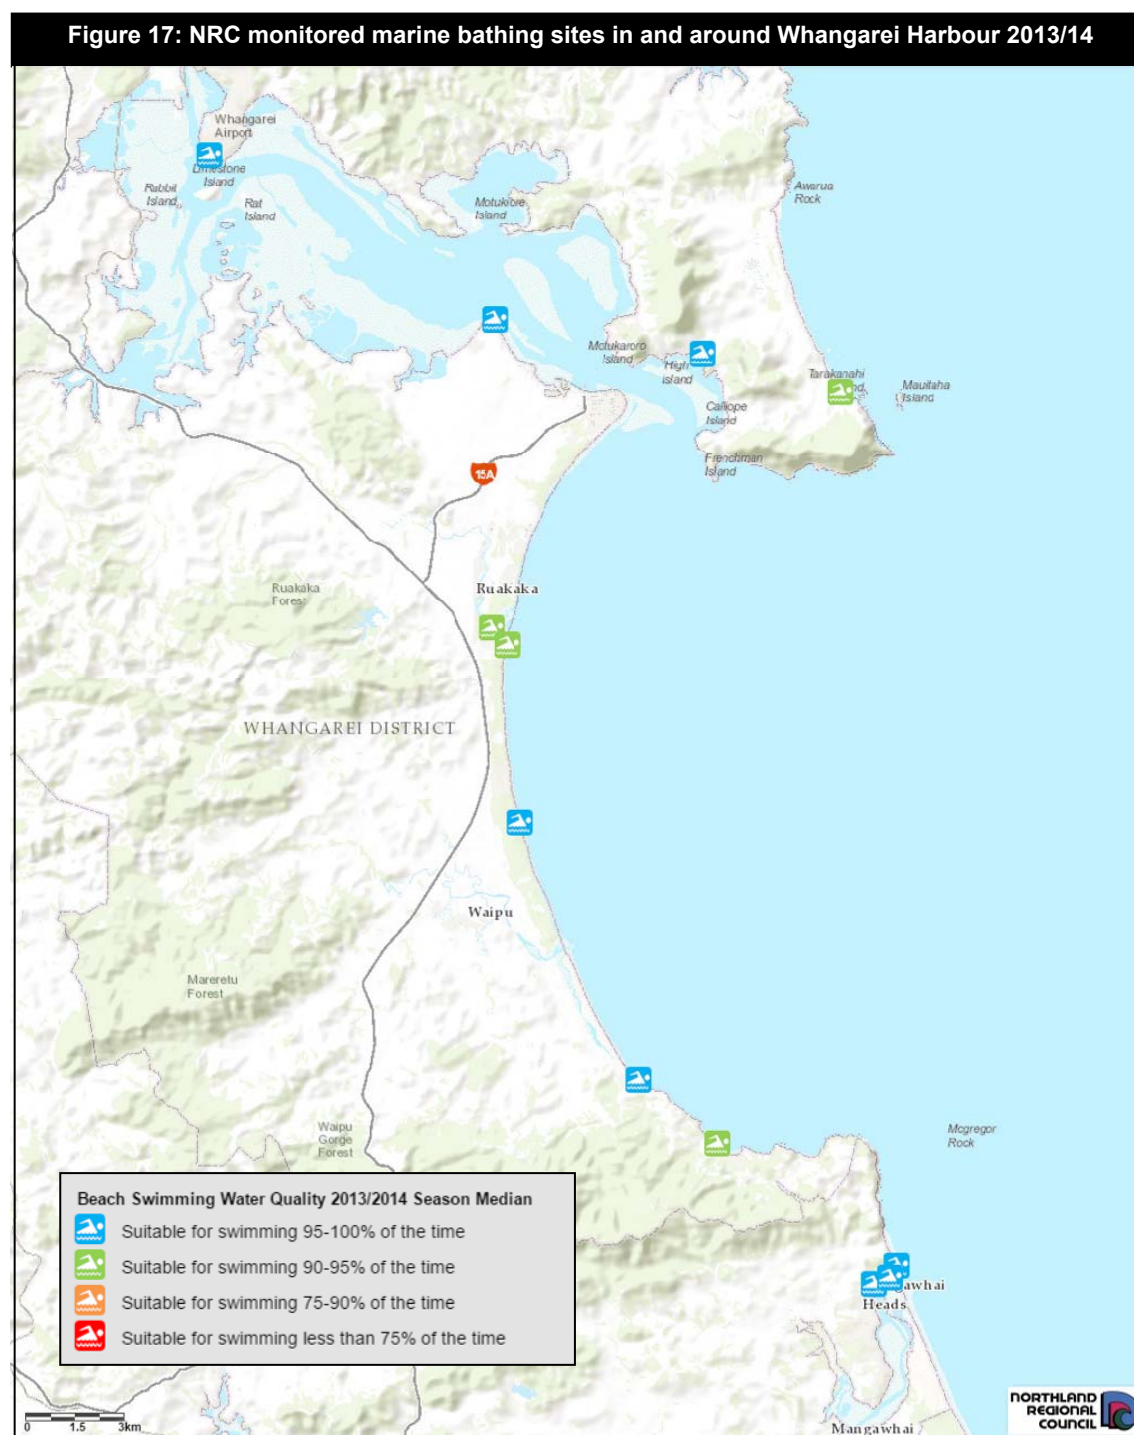 Figure 17: NRC monitored marine bathing sites in and around Whangarei Harbour 2013/14
Whangarei
Airport
Limestone
Island
Rabbit
Island
Rat
Island
Motukiore
Island
Awarua
Rock
Motukaroro
Island
High
Island
Tarakanahi
Mauitaha
Island
Calliope
Island
Frenchman
Island
15A
Ruakaka
Ruakaka
Forest
WHANGAREI DISTRICT
Waipu
Mareretu
Forest
Waipu
Gorge
Forest
Mcgregor
Rock
Beach Swimming Water Quality 2013/2014 Season Median
Suitable for swimming 95-100% of the time
Suitable for swimming 90-95% of the time
Suitable for swimming 75-90% of the time
Suitable for swimming less than 75% of the time
gawhai
Heads
Mangawhai
0 1.5 3km
NORTHLAND
REGIONAL
COUNCIL